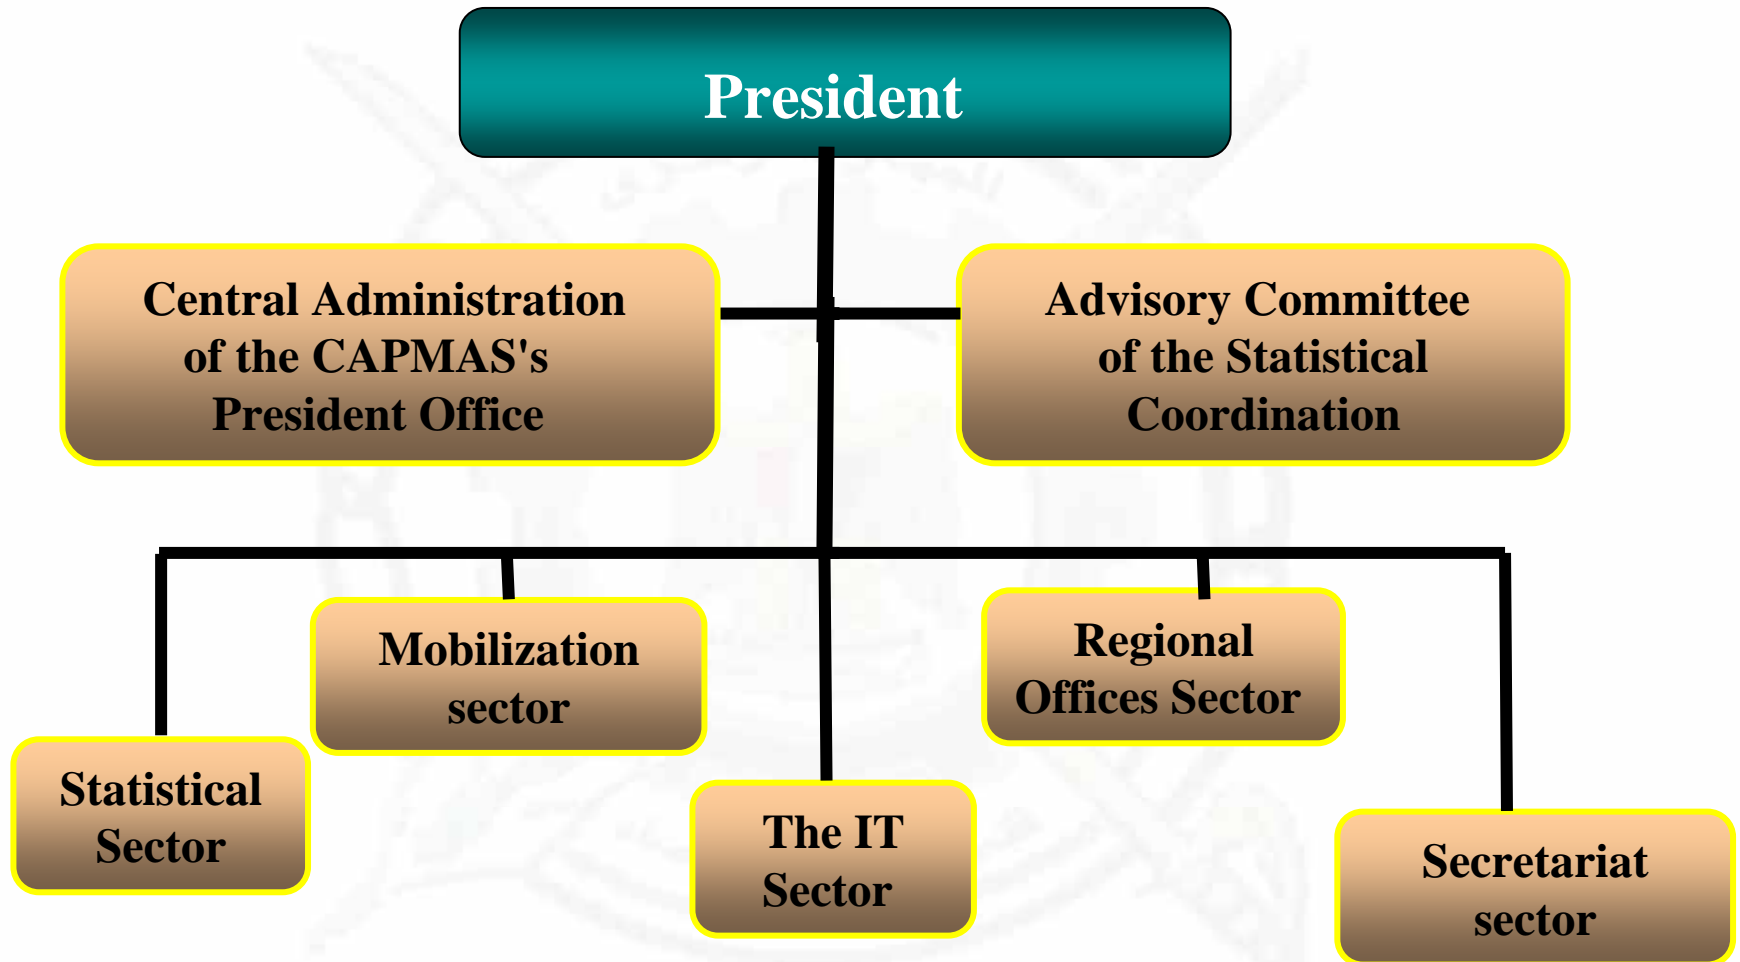 President
Central Administration
of the CAPMAS's
President Office
Advisory Committee
of the Statistical
Coordination
Statistical
Sector
Mobilization
sector
The IT
Sector
Regional
Offices Sector
Secretariat
sector